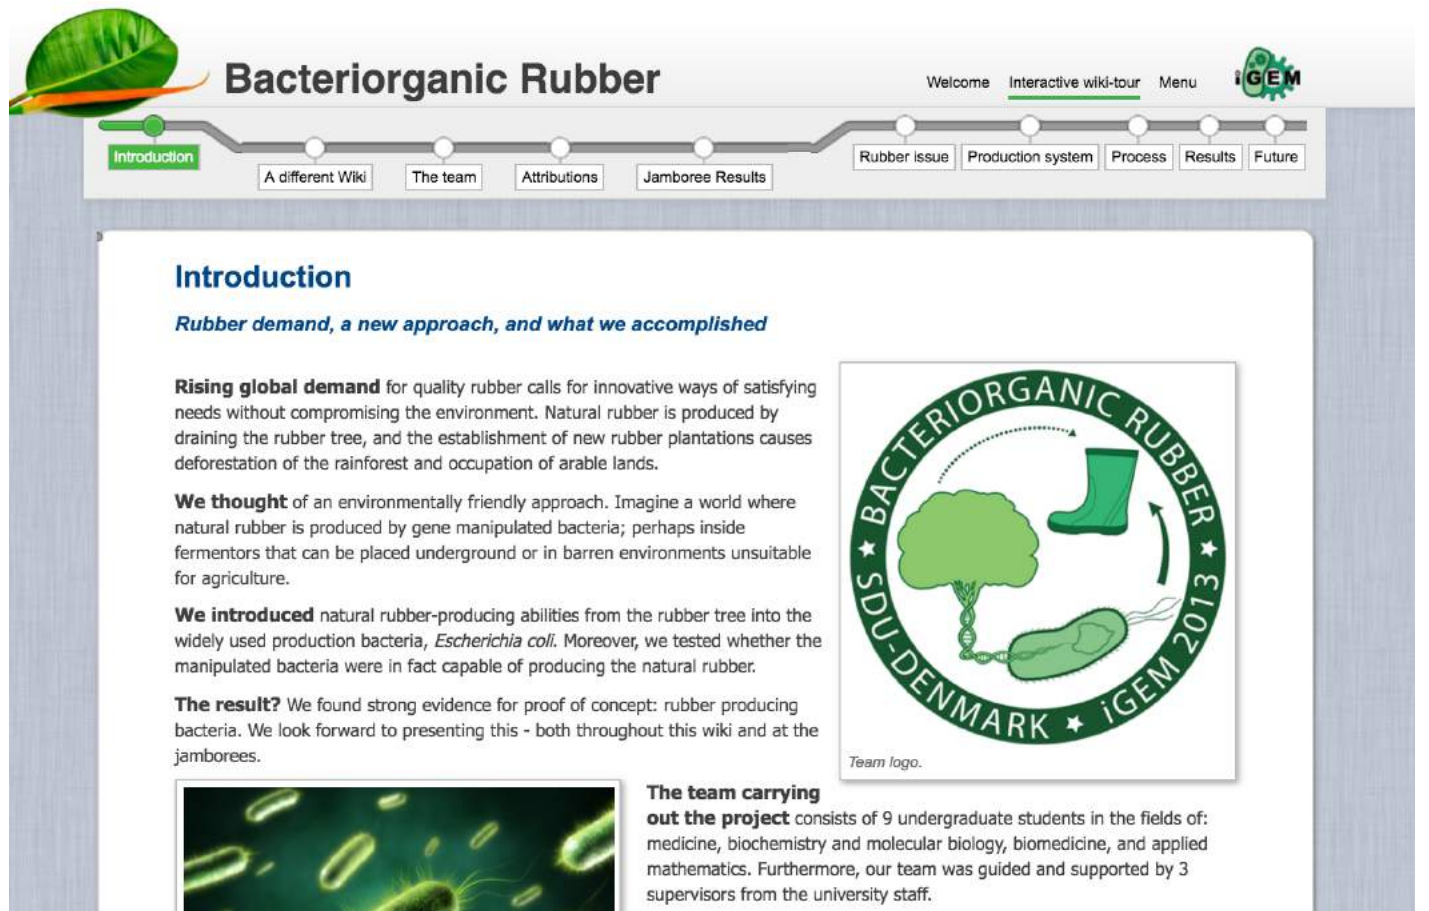 Bacteriorganic Rubber
Welcome Interactive wiki-tour Menu
iGEM
Introduction
A different Wiki The team Attributions Jamboree Results
Rubber issue Production system Process Results Future
Introduction
Rubber demand, a new approach, and what we accomplished
Rising global demand for quality rubber calls for innovative ways of satisfying
needs without compromising the environment. Natural rubber is produced by
draining the rubber tree, and the establishment of new rubber plantations causes
deforestation of the rainforest and occupation of arable lands.
We thought of an environmentally friendly approach. Imagine a world where
natural rubber is produced by gene manipulated bacteria; perhaps inside
fermentors that can be placed underground or in barren environments unsuitable
for agriculture.
We introduced natural rubber-producing abilities from the rubber tree into the
widely used production bacteria, Escherichia coli. Moreover, we tested whether the
manipulated bacteria were in fact capable of producing the natural rubber.
The result? We found strong evidence for proof of concept: rubber producing
bacteria. We look forward to presenting this - both throughout this wiki and at the
jamborees.
BACTERIORGANIC RUBBER ★ iGEM 2013 ★ SDU-DENMARK ★
Team logo.
The team carrying
out the project consists of 9 undergraduate students in the fields of:
medicine, biochemistry and molecular biology, biomedicine, and applied
mathematics. Furthermore, our team was guided and supported by 3
supervisors from the university staff.